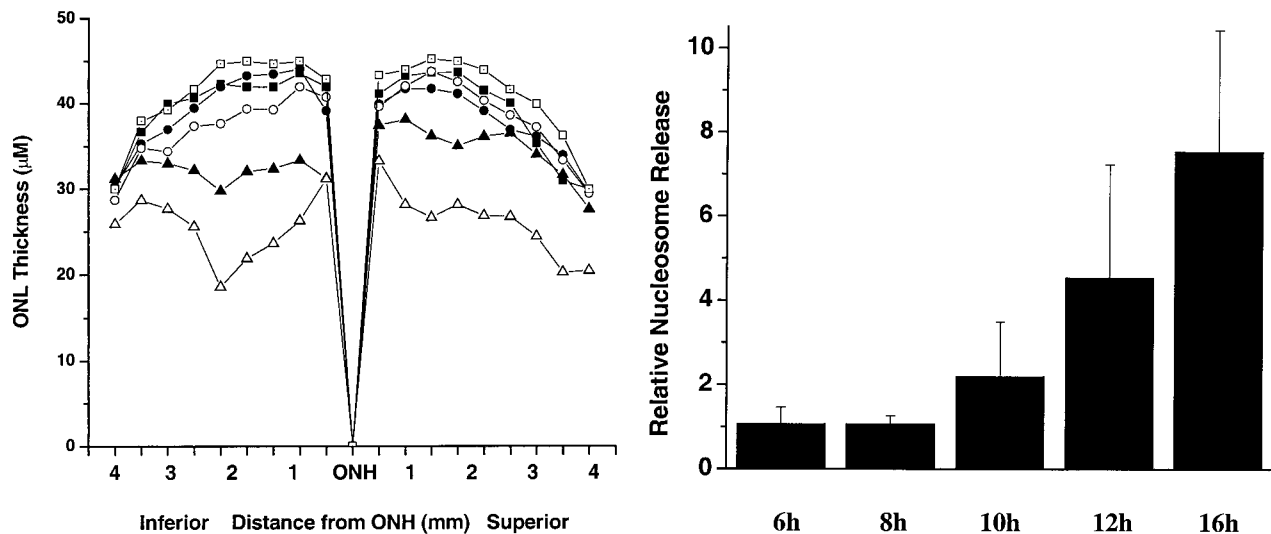 50
40
30
20
10
0
ONL Thickness (μM)
4 3 2 1 ONH 1 2 3 4
Inferior Distance from ONH (mm) Superior
10
8
6
4
2
0
Relative Nucleosome Release
6h 8h 10h 12h 16h